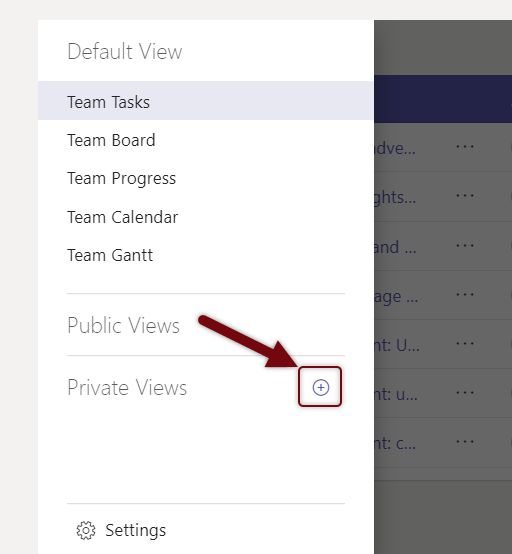 Default View
Team Tasks
Team Board
adve... ...
Team Progress
ghts... ...
Team Calendar
and ... ...
Team Gantt
age ... ...
Public Views
nt: U... ...
Private Views
nt: u... ...
nt: c... ...
Settings